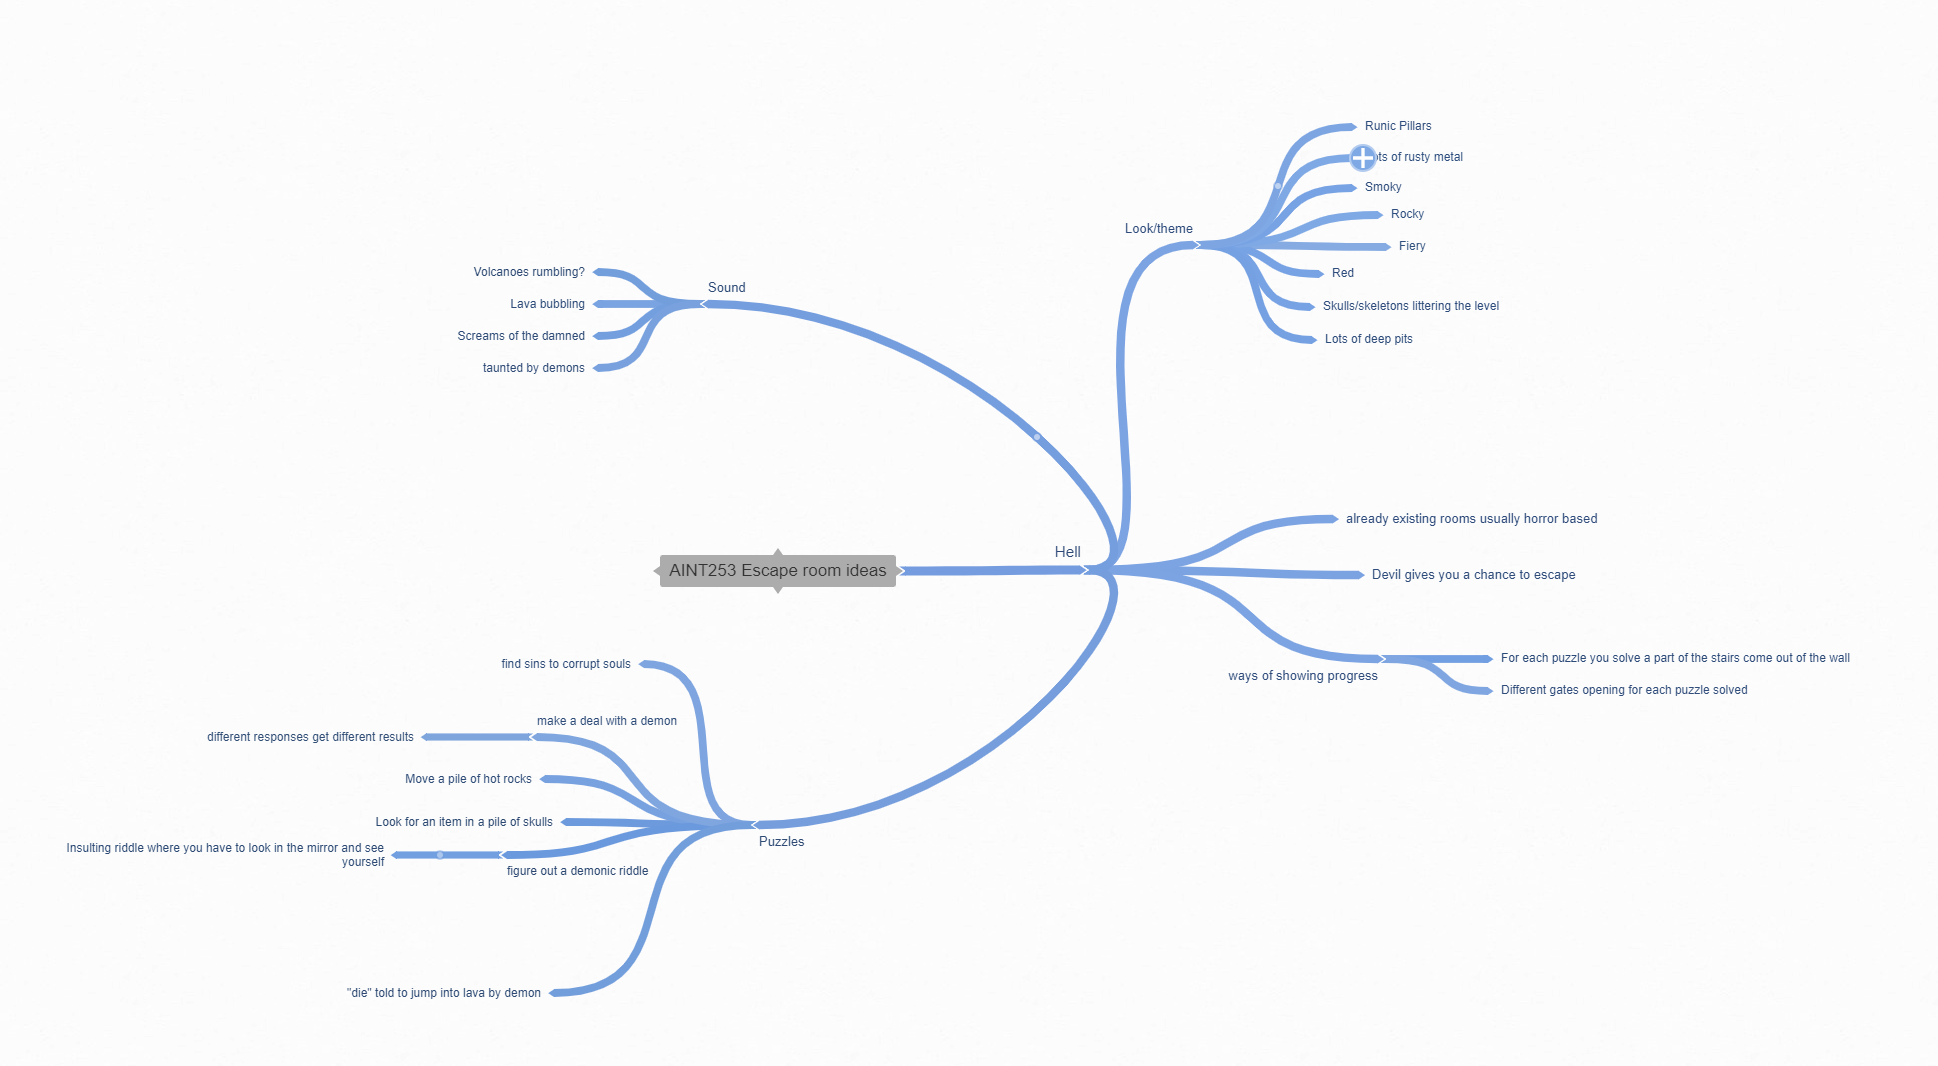 AINT253 Escape room ideas
Hell
Sound
Volcanoes rumbling?
Lava bubbling
Screams of the damned
taunted by demons
Look/theme
Runic Pillars
of rusty metal
Smoky
Rocky
Fiery
Red
Skulls/skeletons littering the level
Lots of deep pits
already existing rooms usually horror based
Devil gives you a chance to escape
ways of showing progress
For each puzzle you solve a part of the stairs come out of the wall
Different gates opening for each puzzle solved
Puzzles
find sins to corrupt souls
make a deal with a demon
different responses get different results
Move a pile of hot rocks
Look for an item in a pile of skulls
figure out a demonic riddle
Insulting riddle where you have to look in the mirror and see
yourself
"die" told to jump into lava by demon